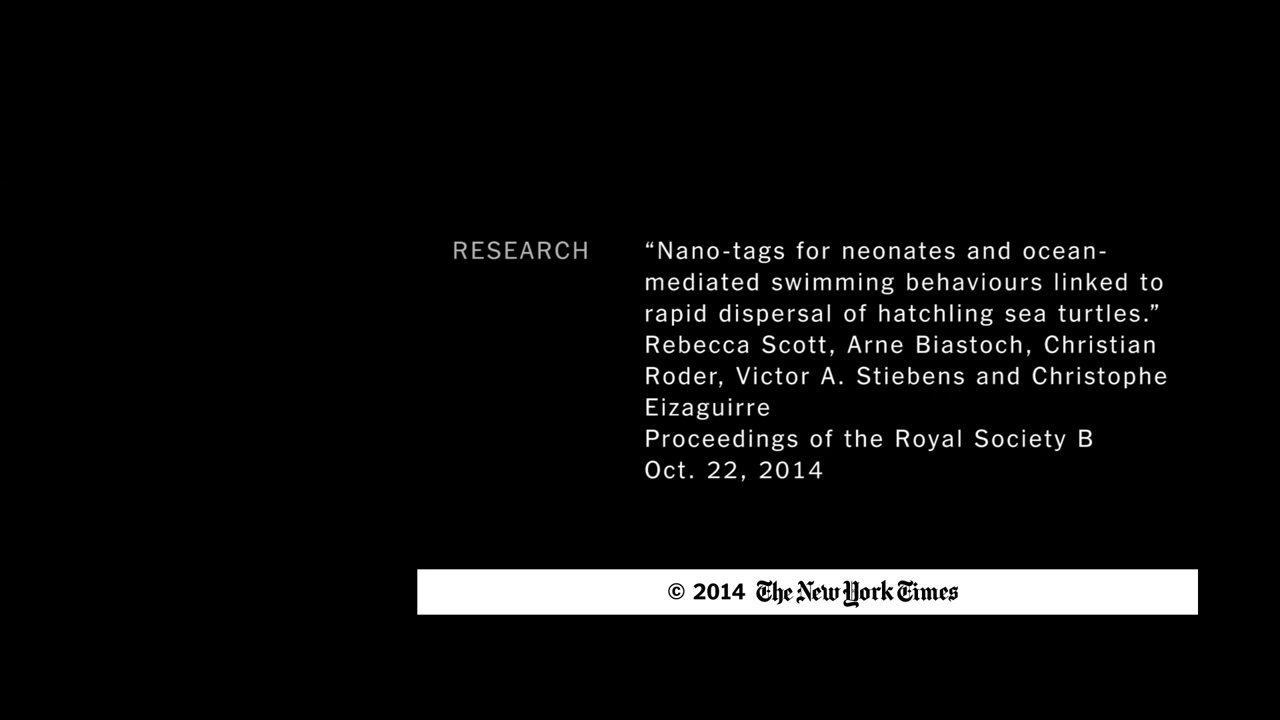 RESEARCH
“Nano-tags for neonates and ocean-
mediated swimming behaviours linked to
rapid dispersal of hatchling sea turtles.”
Rebecca Scott, Arne Biastoch, Christian
Roder, Victor A. Stiebens and Christophe
Eizaguirre
Proceedings of the Royal Society B
Oct. 22, 2014
© 2014 The New York Times